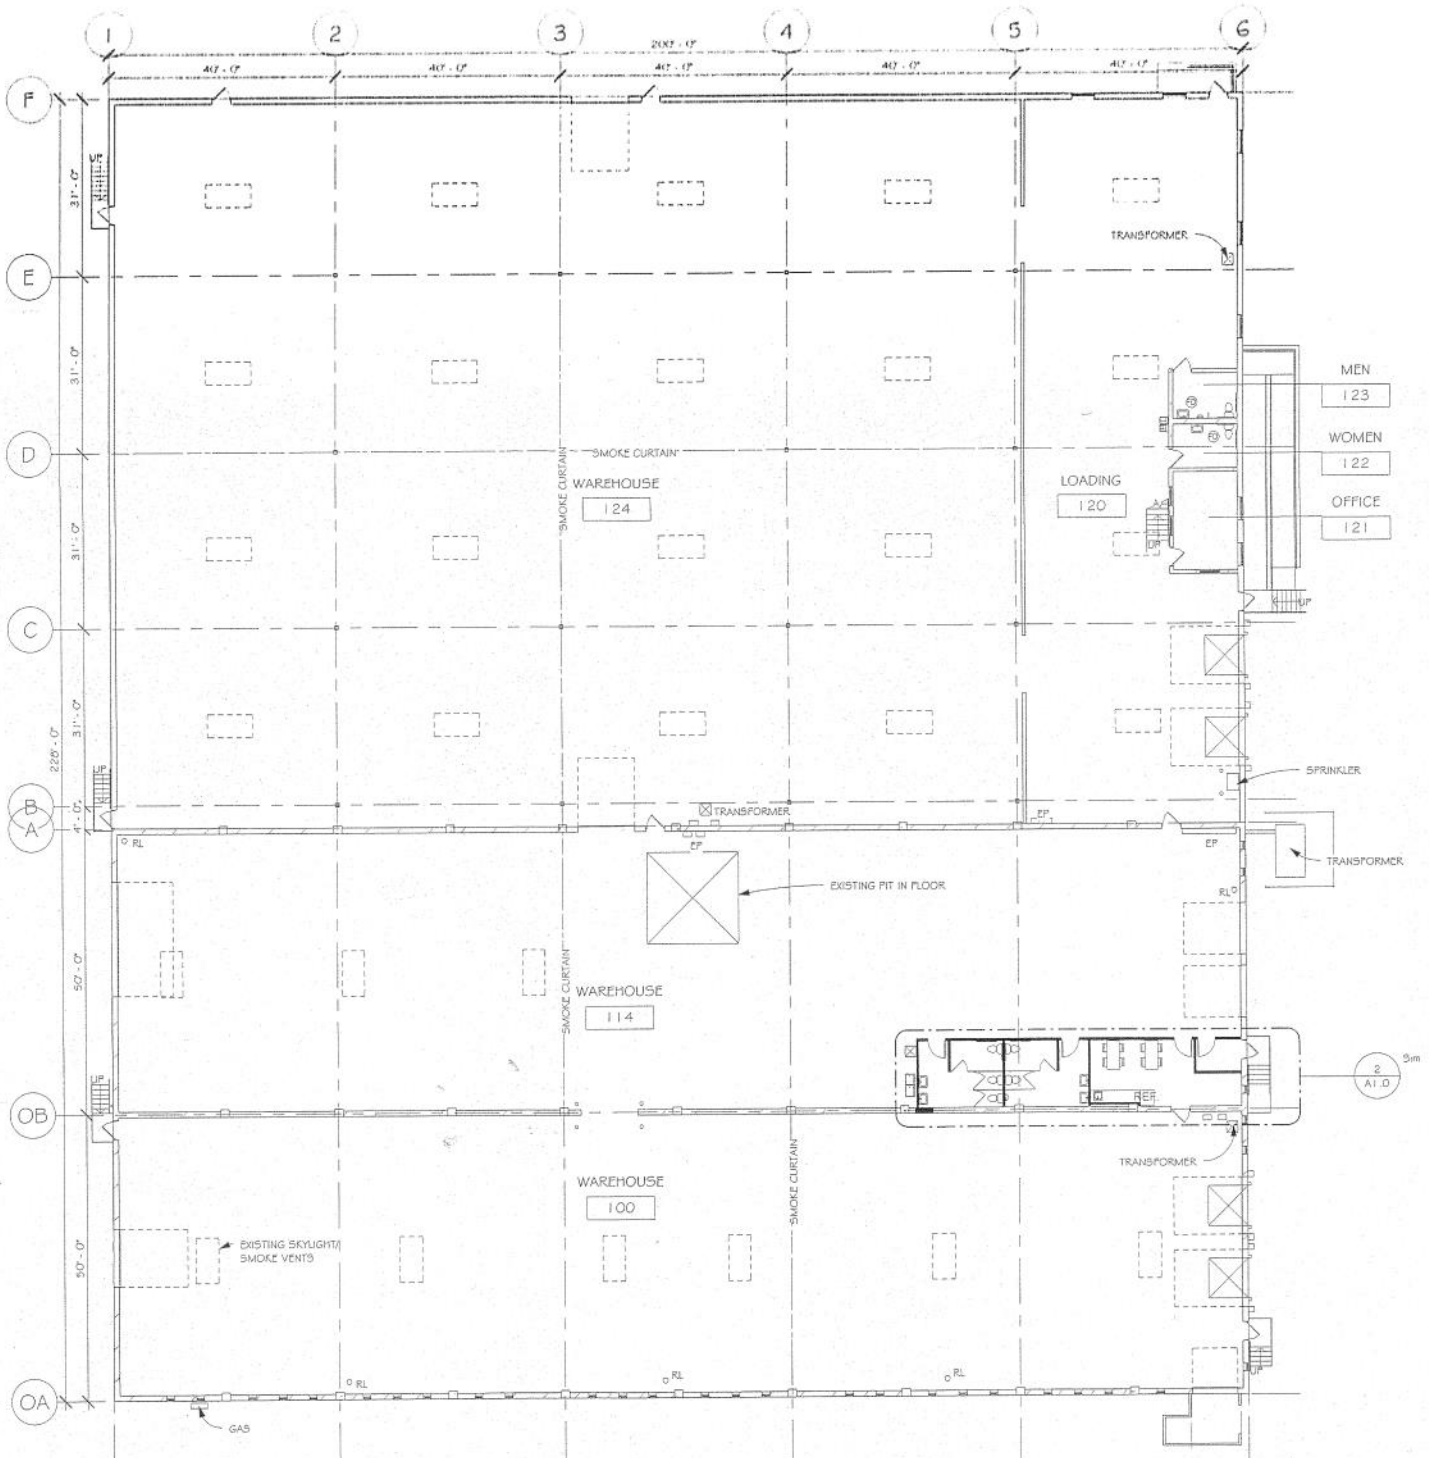 1 2 3 4 5 6
200'-0"
40'-0" 40'-0" 40'-0" 40'-0" 40'-0"
F
UP
31'-0"
TRANSFORMER
E
31'-0"
MEN
123
WOMEN
122
D
SMOKE CURTAIN
SMOKE CURTAIN
WAREHOUSE
124
LOADING
120
OFFICE
121
UP
31'-0"
UP
C
31'-0"
228'-0"
UP
SPRINKLER
B
4'-0"
TRANSFORMER
EP
A
RL
EP
EP
TRANSFORMER
EXISTING PIT IN FLOOR
RL
50'-0"
SMOKE CURTAIN
WAREHOUSE
114
2
A1.0
Sim
UP
REF.
OB
TRANSFORMER
SMOKE CURTAIN
WAREHOUSE
100
EXISTING SKYLIGHT/
SMOKE VENTS
50'-0"
UP
RL
RL
RL
OA
GAS